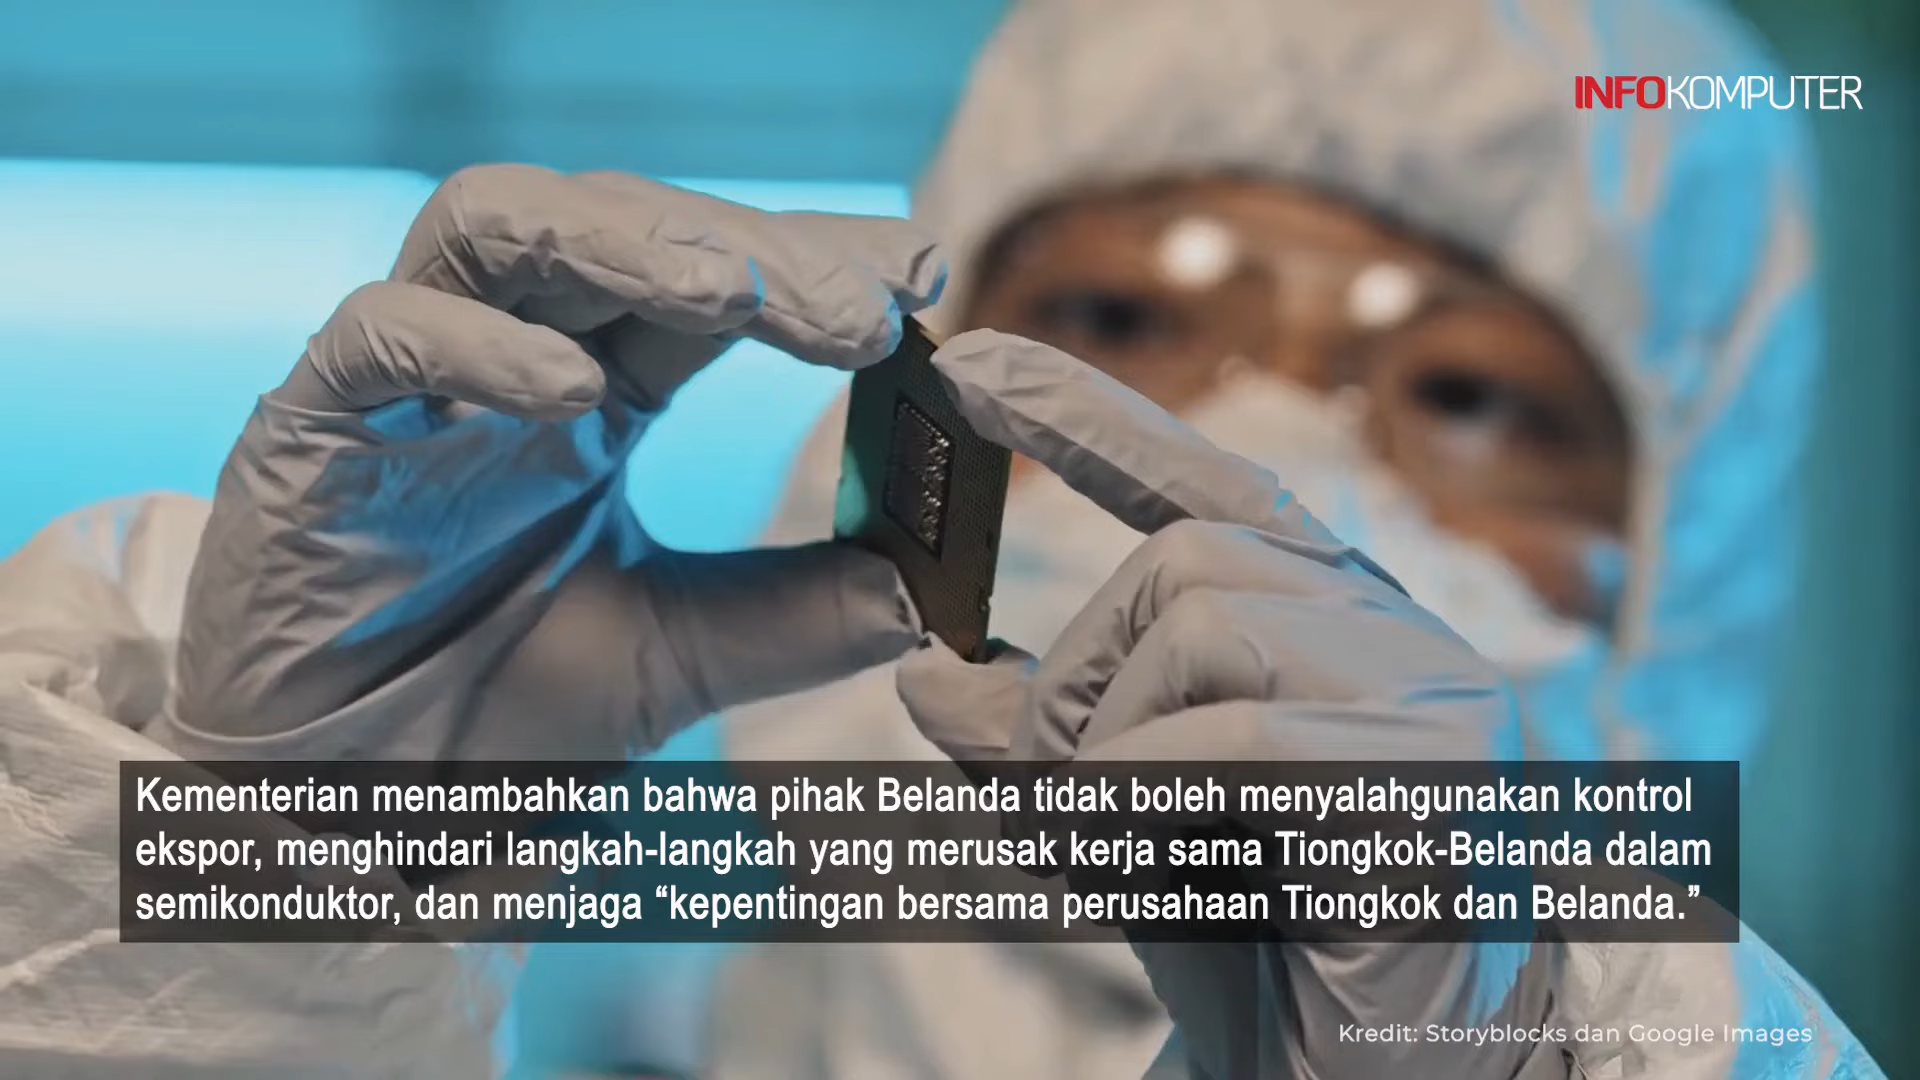 INFOKOMPUTER
Kementerian menambahkan bahwa pihak Belanda tidak boleh menyalahgunakan kontrol
ekspor, menghindari langkah-langkah yang merusak kerja sama Tiongkok-Belanda dalam
semikonduktor, dan menjaga “kepentingan bersama perusahaan Tiongkok dan Belanda.”
Kredit: Storyblocks dan Google Images